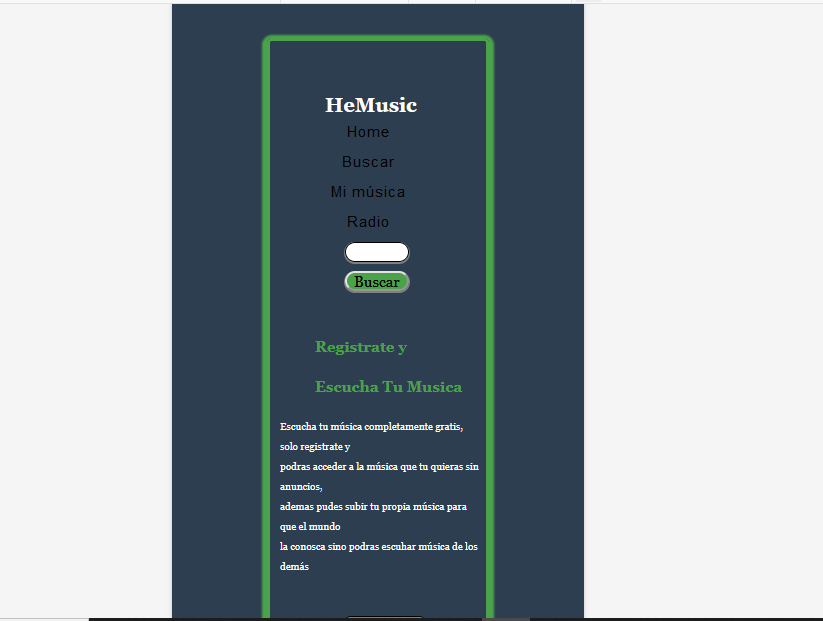 HeMusic
Home
Buscar
Mi música
Radio
Buscar
Registrate y
Escucha Tu Musica
Escucha tu música completamente gratis,
solo registrate y
podras acceder a la música que tu quieras sin
anuncios,
ademas pudes subir tu propia música para
que el mundo
la conosca sino podras escuhar música de los
demás